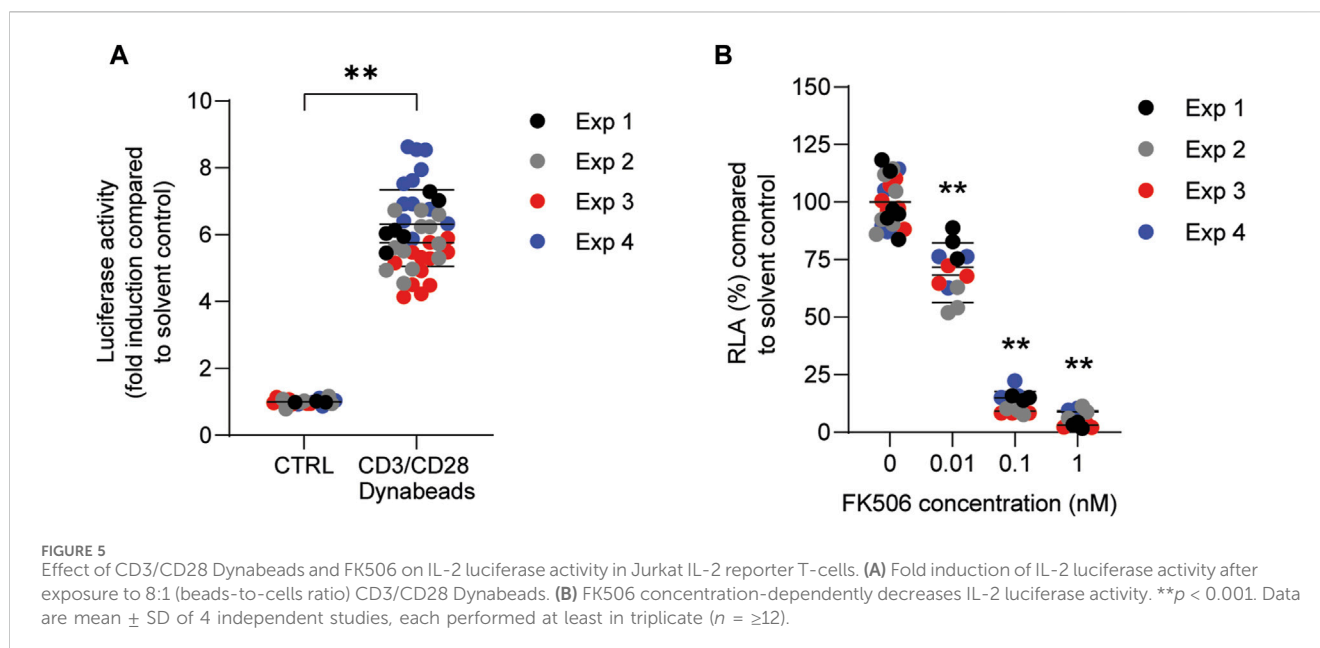 A
**
Luciferase activity
(fold induction compared
to solvent control)
10
8
6
4
2
0
CTRL
CD3/CD28
Dynabeads
Exp 1
Exp 2
Exp 3
Exp 4
B
RLA (%) compared
to solvent control
150
125
100
75
50
25
0
**
**
**
0 0.01 0.1 1
FK506 concentration (nM)
Exp 1
Exp 2
Exp 3
Exp 4
FIGURE 5
Effect of CD3/CD28 Dynabeads and FK506 on IL-2 luciferase activity in Jurkat IL-2 reporter T-cells. (A) Fold induction of IL-2 luciferase activity after
exposure to 8:1 (beads-to-cells ratio) CD3/CD28 Dynabeads. (B) FK506 concentration-dependently decreases IL-2 luciferase activity. **p < 0.001. Data
are mean ± SD of 4 independent studies, each performed at least in triplicate (n = ≥12).